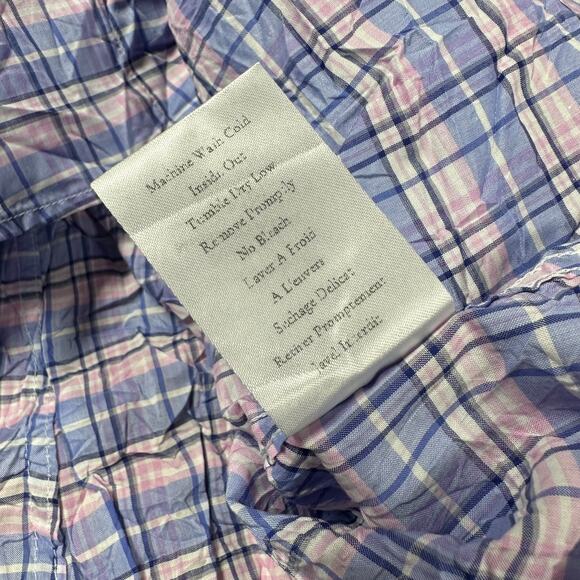 Machine Wash Cold
Inside Out
Tumble Dry Low
Remove Promptly
No Bleach
Laver A Froid
A L'envers
Sechage Delicat
Retirer Promptement
Javel Interdit